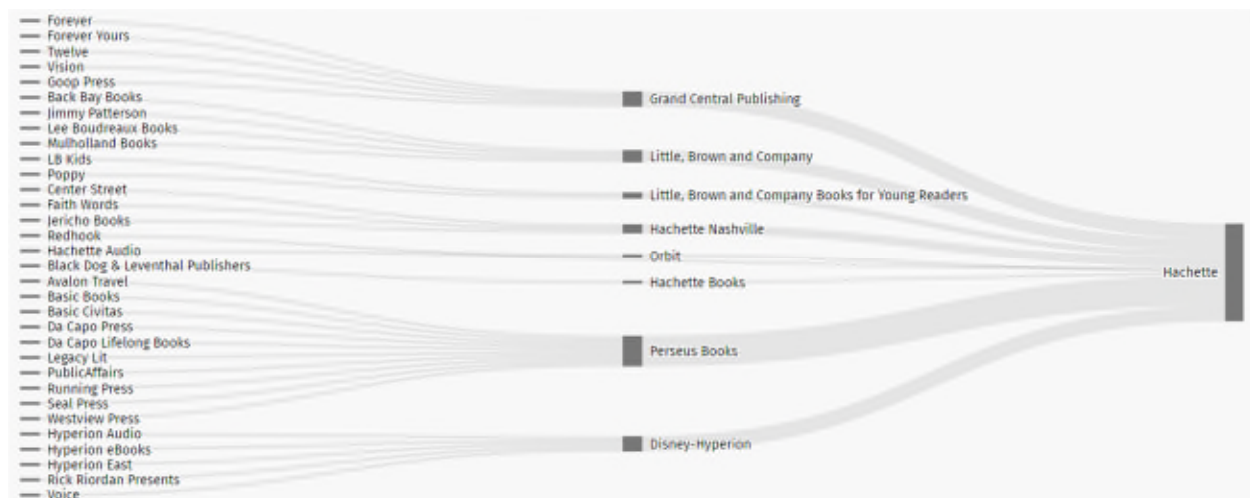 Forever
Forever Yours
Twelve
Vision
Goop Press
Back Bay Books
Jimmy Patterson
Lee Boudreaux Books
Mulholland Books
LB Kids
Poppy
Center Street
Faith Words
Jericho Books
Redhook
Hachette Audio
Black Dog & Leventhal Publishers
Avalon Travel
Basic Books
Basic Civitas
Da Capo Press
Da Capo Lifelong Books
Legacy Lit
PublicAffairs
Running Press
Seal Press
Westview Press
Hyperion Audio
Hyperion eBooks
Hyperion East
Rick Riordan Presents
Voice
Grand Central Publishing
Little, Brown and Company
Little, Brown and Company Books for Young Readers
Hachette Nashville
Orbit
Hachette Books
Perseus Books
Disney-Hyperion
Hachette